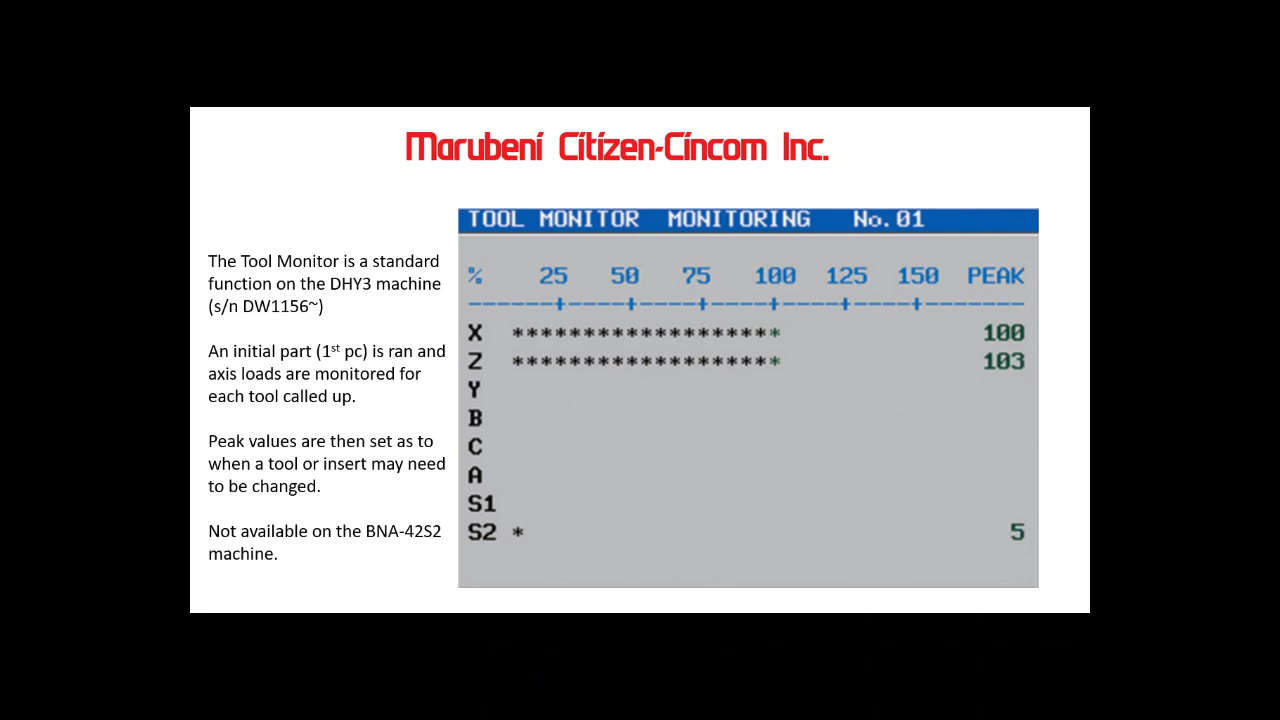 Marubeni Citizen-Cincom Inc.
The Tool Monitor is a standard
function on the DHY3 machine
(s/n DW1156~)
An initial part (1st pc) is ran and
axis loads are monitored for
each tool called up.
Peak values are then set as to
when a tool or insert may need
to be changed.
Not available on the BNA-42S2
machine.
TOOL MONITOR MONITORING No.01
% 25 50 75 100 125 150 PEAK
------+-----+----+----+----+----+-------
X ******************* 100
Z ******************* 103
Y
B
C
A
S1
S2 * 5